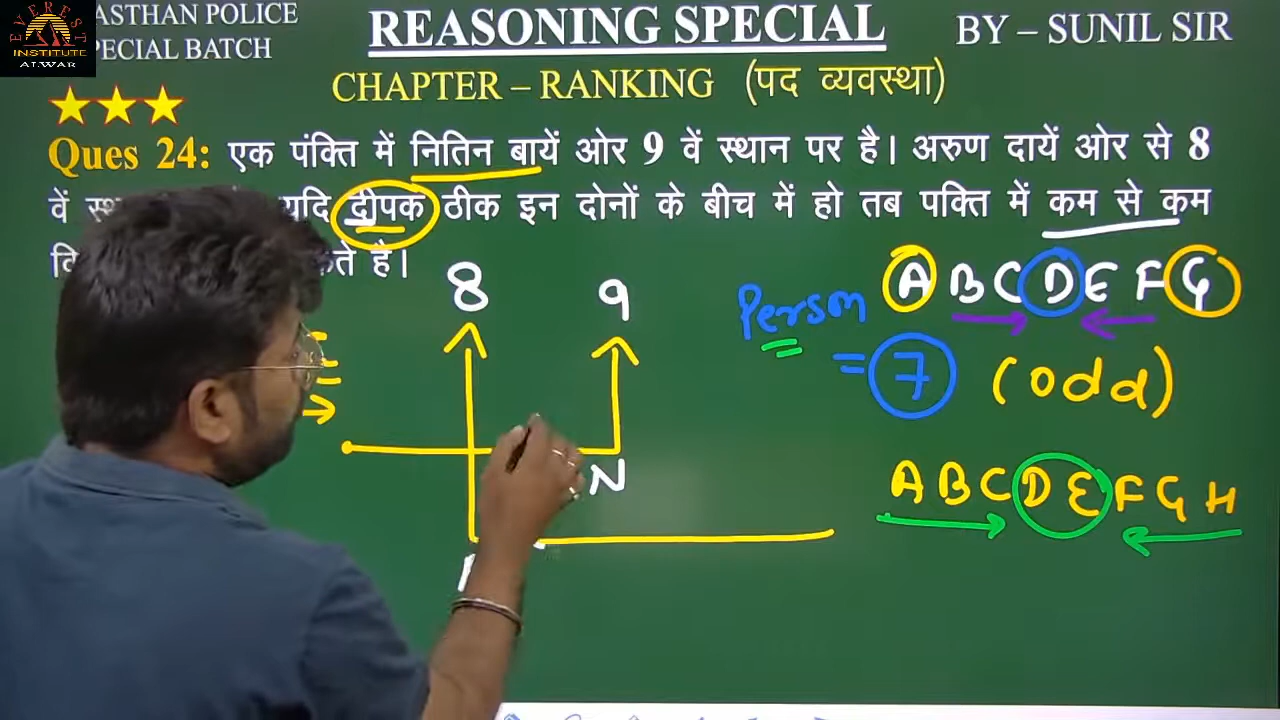 EVEREST
INSTITUTE
ALWAR
ASTHAN POLICE
PECIAL BATCH
REASONING SPECIAL
BY – SUNIL SIR
CHAPTER – RANKING (पद व्यवस्था)
Ques 24: एक पंक्ति में नितिन बायें ओर 9 वें स्थान पर है। अरुण दायें ओर से 8
वें यदि दीपक ठीक इन दोनों के बीच में हो तब पक्ति में कम से कम
है।
8 9
N
Person
= 7 (odd)
A B C D E F G
A B C D E F G H